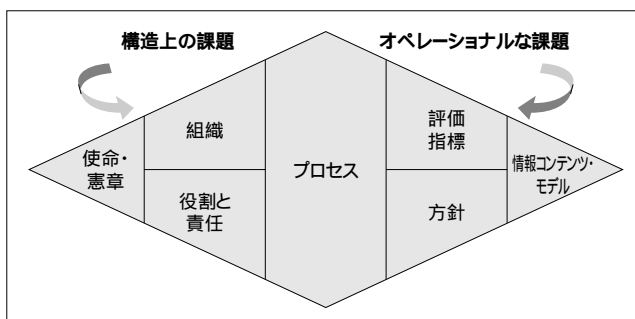 構造上の課題
オペレーショナルな課題
使命・
憲章
組織
役割と
責任
プロセス
評価
指標
方針
情報コンテンツ・
モデル